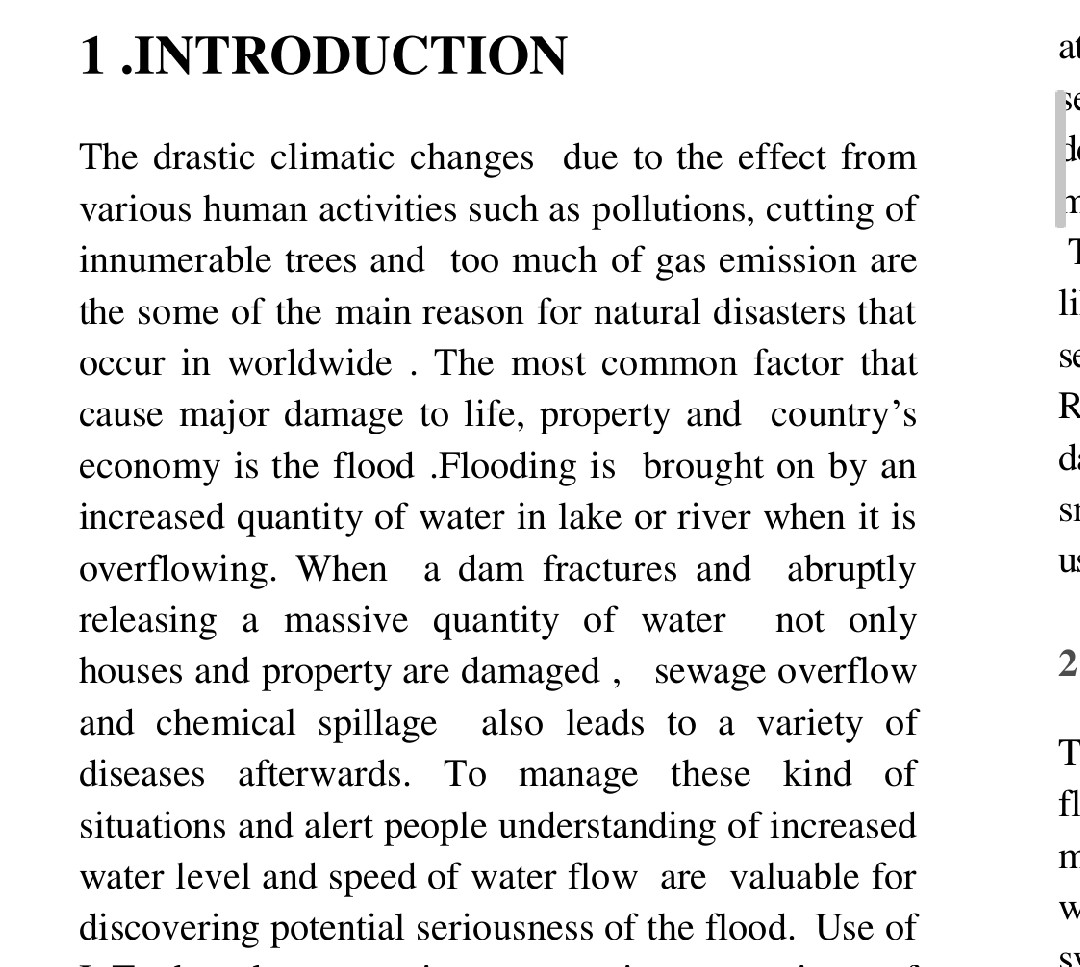 1 .INTRODUCTION
The drastic climatic changes due to the effect from
various human activities such as pollutions, cutting of
innumerable trees and too much of gas emission are
the some of the main reason for natural disasters that
occur in worldwide . The most common factor that
cause major damage to life, property and country’s
economy is the flood .Flooding is brought on by an
increased quantity of water in lake or river when it is
overflowing. When a dam fractures and abruptly
releasing a massive quantity of water not only
houses and property are damaged , sewage overflow
and chemical spillage also leads to a variety of
diseases afterwards. To manage these kind of
situations and alert people understanding of increased
water level and speed of water flow are valuable for
discovering potential seriousness of the flood. Use of
2